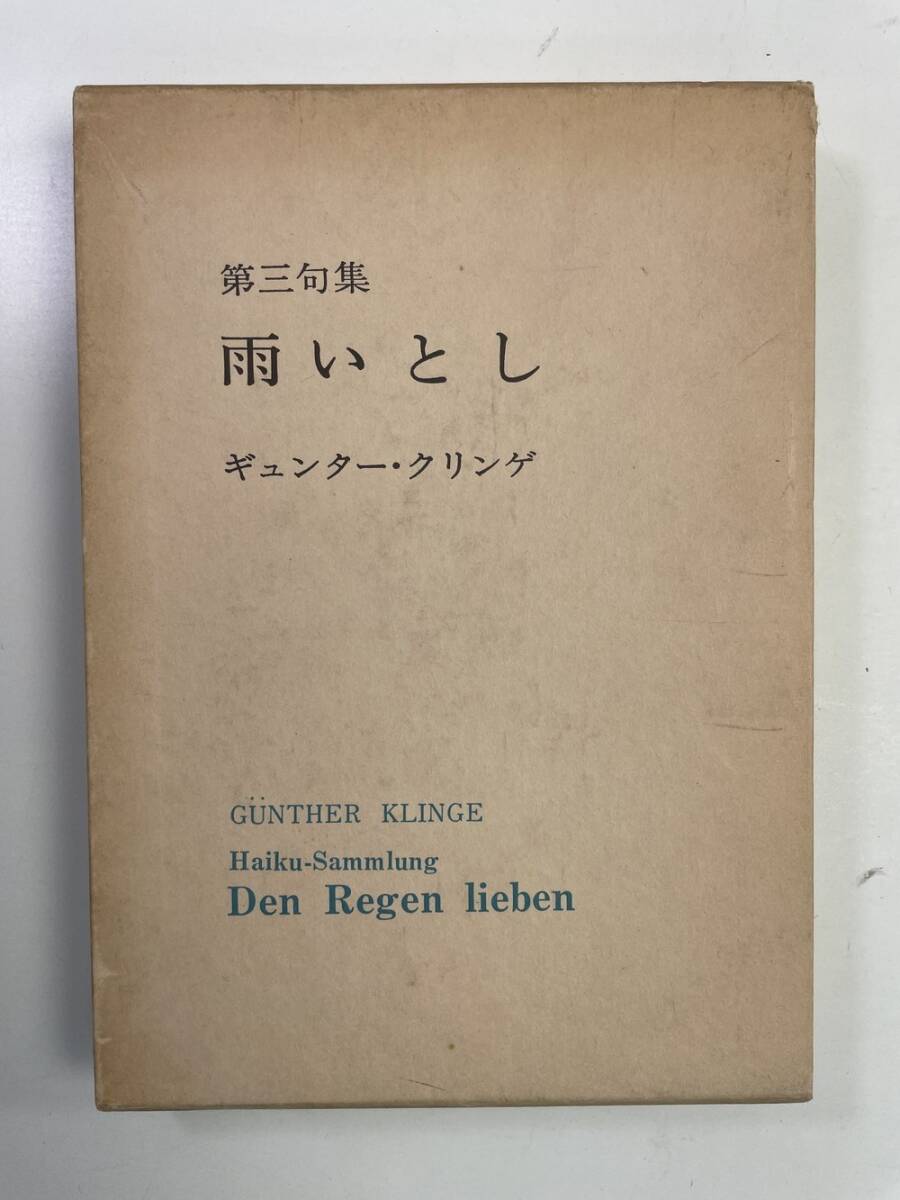 第三句集
雨いとし
ギュンター・クリンゲ
GÜNTHER KLINGE
Haiku-Sammlung
Den Regen lieben